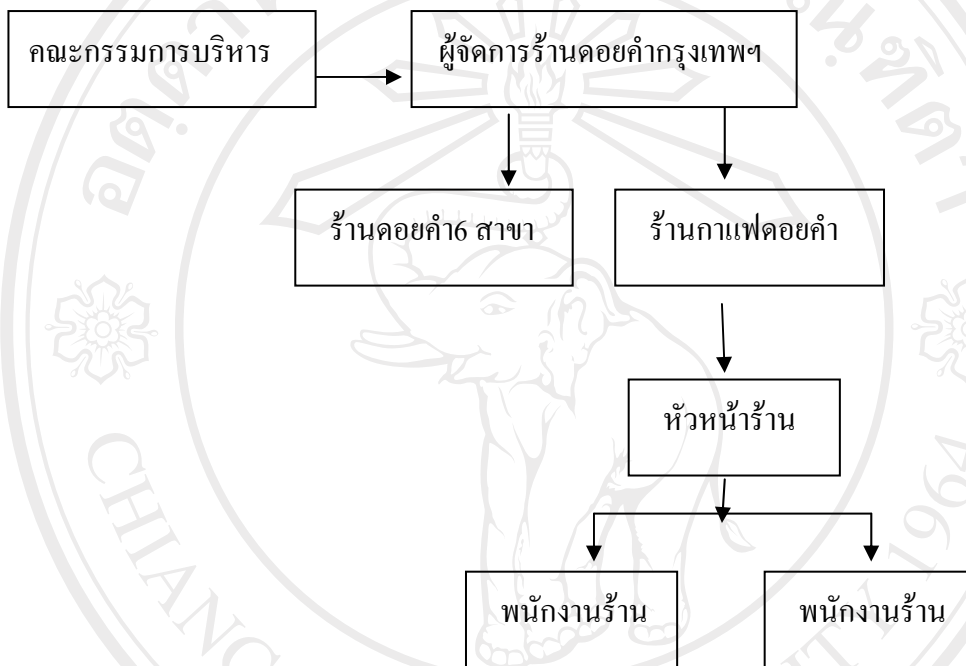 คณะกรรมการบริหาร
ผู้จัดการร้านดอยคำกรุงเทพฯ
ร้านดอยคำ6 สาขา
ร้านกาแฟดอยคำ
หัวหน้าร้าน
พนักงานร้าน
พนักงานร้าน
CHIANG
1964